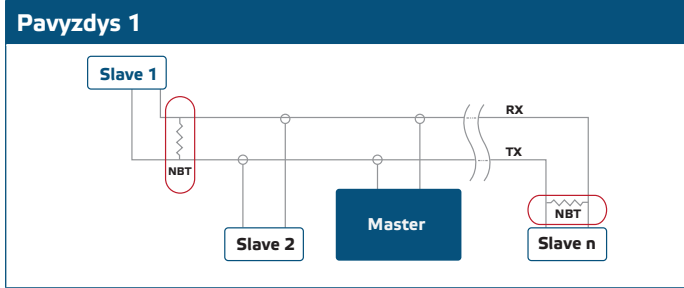 Pavyzdys 1
Slave 1
RX
TX
NBT
NBT
Master
Slave 2
Slave n